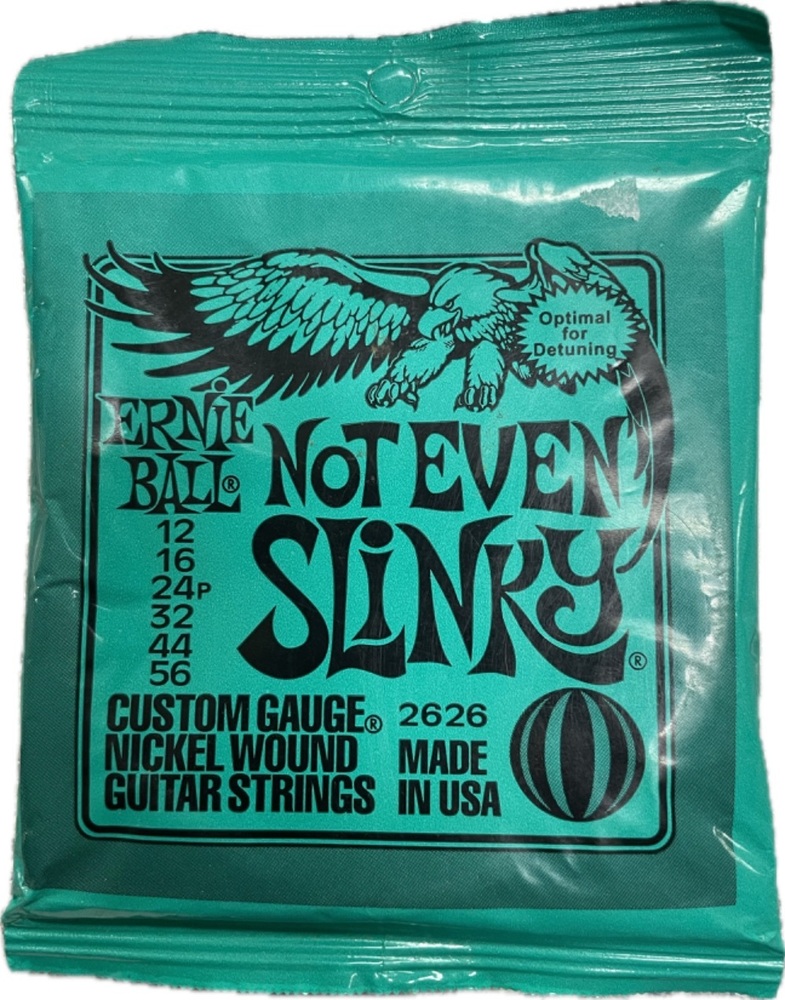 Optimal
for
Detuning
ERNiE
BALL®
NOT EVEN
SLiNKY®
12
16
24P
32
44
56
CUSTOM GAUGE®
NICKEL WOUND
GUITAR STRINGS
2626
MADE
IN USA